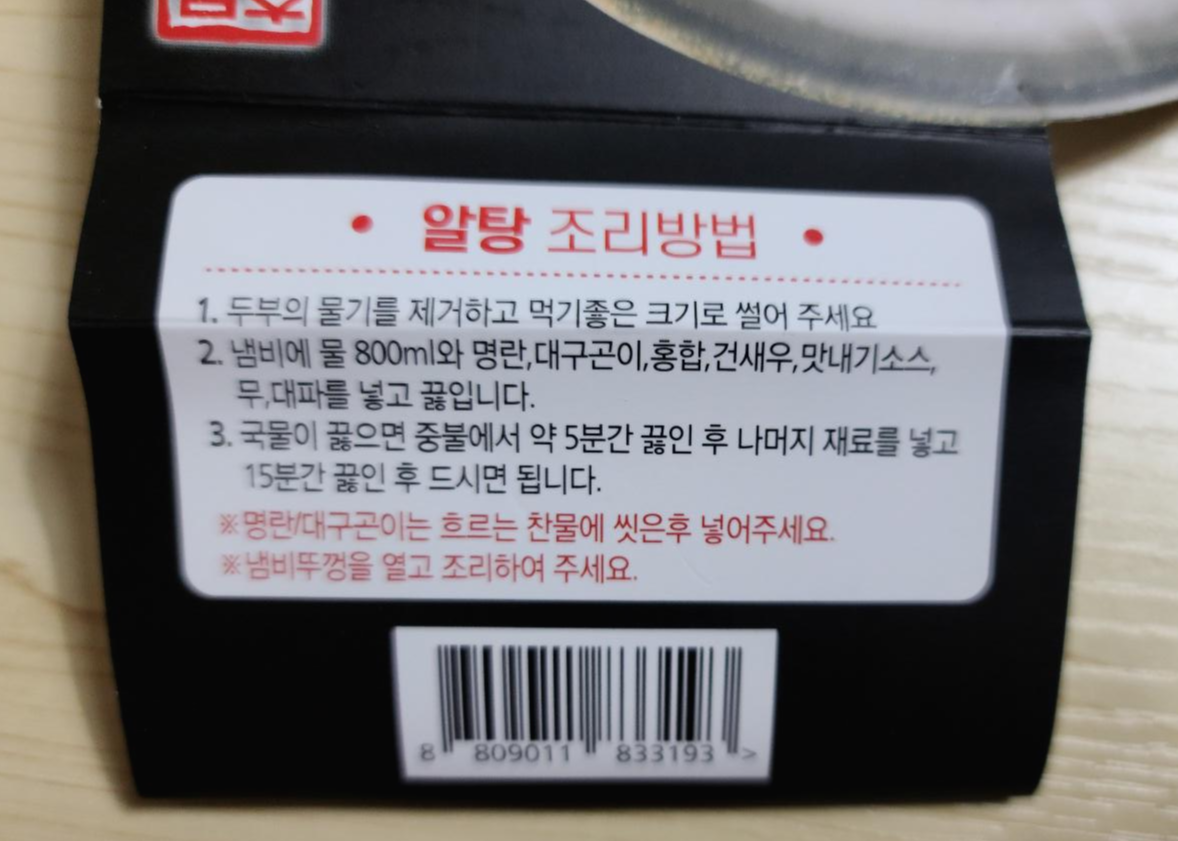 • 알탕 조리방법 •
1. 두부의 물기를 제거하고 먹기좋은 크기로 썰어 주세요
2. 냄비에 물 800ml와 명란,대구곤이,홍합,건새우,맛내기소스,
무,대파를 넣고 끓입니다.
3. 국물이 끓으면 중불에서 약 5분간 끓인 후 나머지 재료를 넣고
15분간 끓인 후 드시면 됩니다.
※명란/대구곤이는 흐르는 찬물에 씻은후 넣어주세요.
※냄비뚜껑을 열고 조리하여 주세요.
8 809011 833193 >